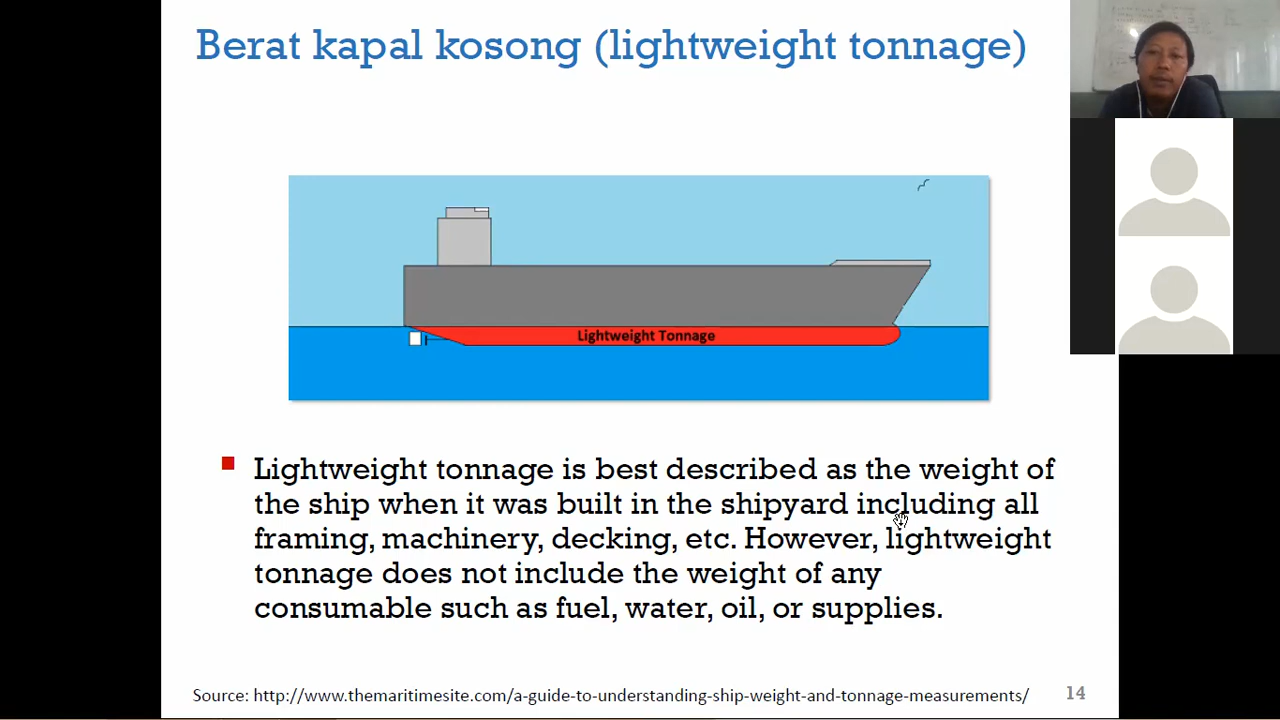 Berat kapal kosong (lightweight tonnage)
Lightweight Tonnage
Lightweight tonnage is best described as the weight of
the ship when it was built in the shipyard including all
framing, machinery, decking, etc. However, lightweight
tonnage does not include the weight of any
consumable such as fuel, water, oil, or supplies.
Source: http://www.themaritimesite.com/a-guide-to-understanding-ship-weight-and-tonnage-measurements/
14